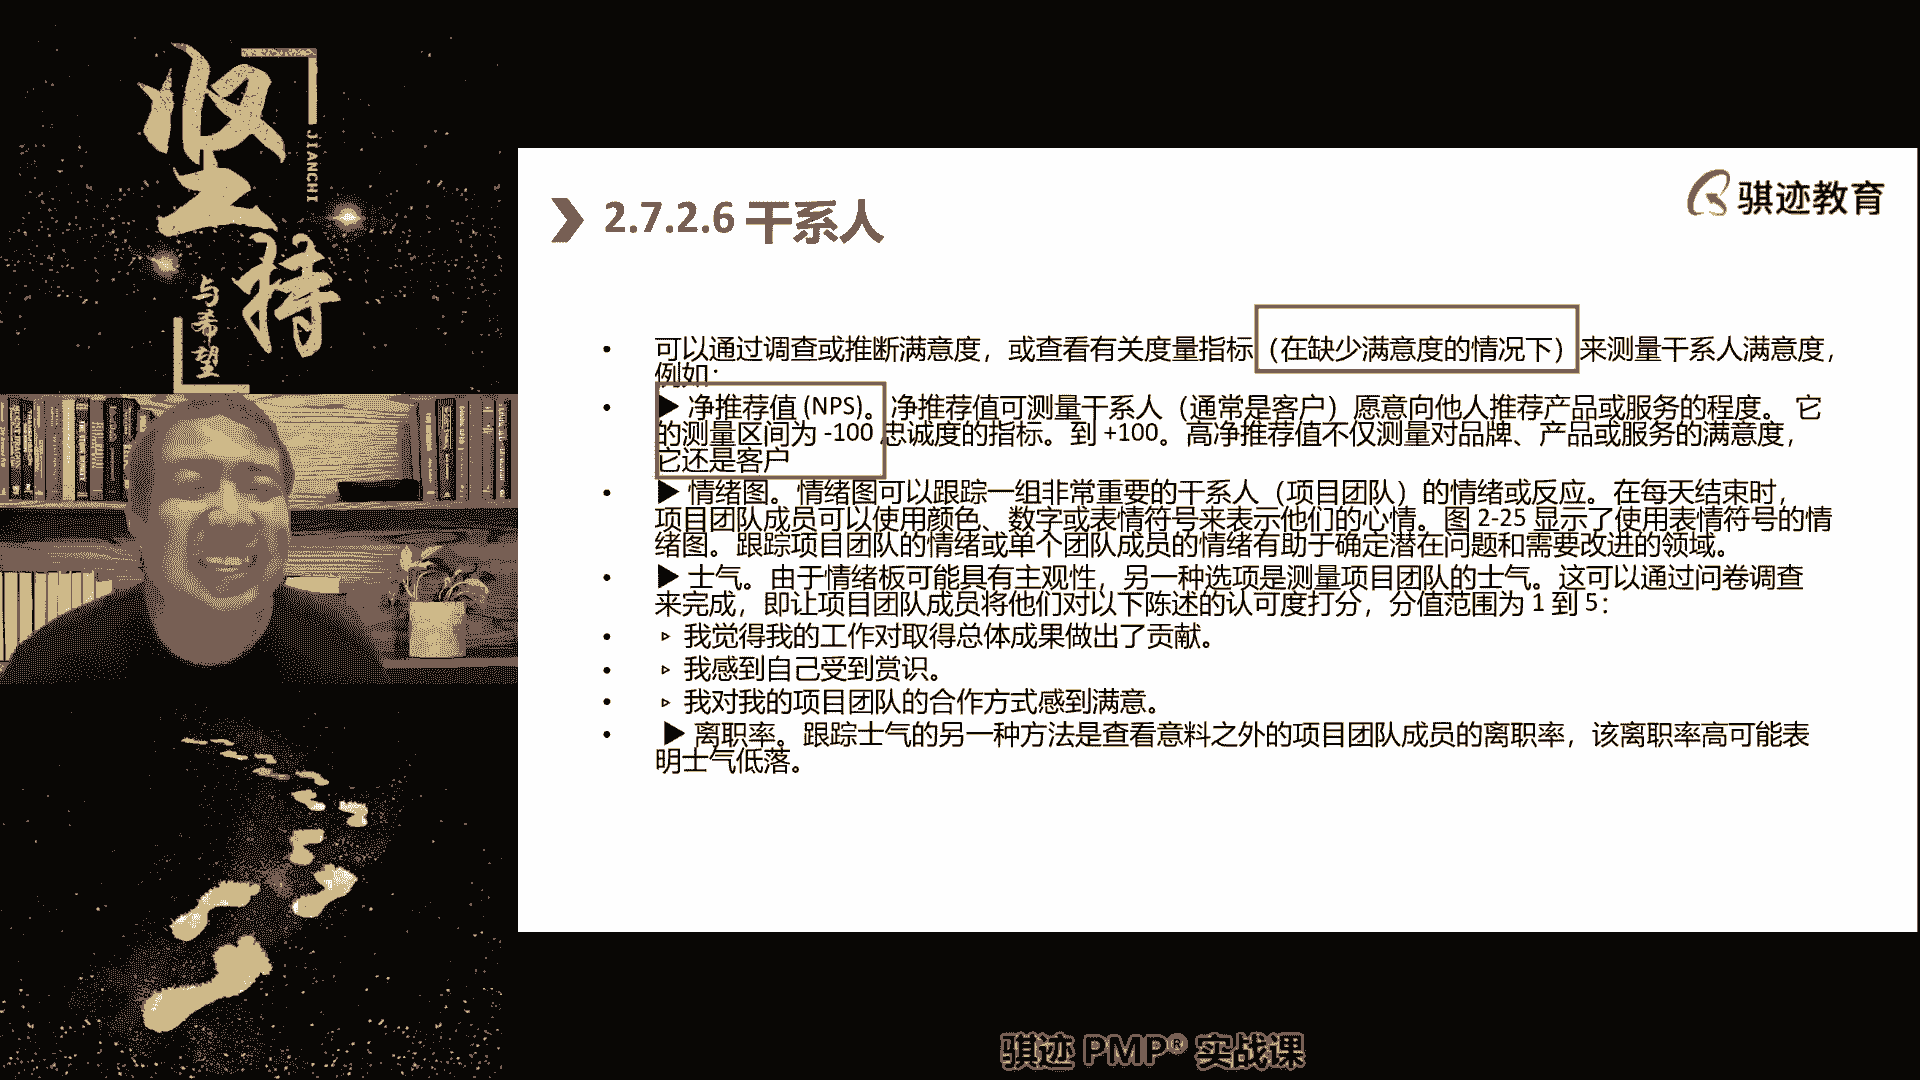 坚持
JIANCHI
与希望
骐迹教育
2.7.2.6 干系人
• 可以通过调查或推断满意度，或查看有关度量指标（在缺少满意度的情况下）来测量干系人满意度，
例如：
• ▶ 净推荐值 (NPS)。 净推荐值可测量干系人（通常是客户）愿意向他人推荐产品或服务的程度。 它
的测量区间为 -100 忠诚度的指标。到 +100。高净推荐值不仅测量对品牌、产品或服务的满意度，
它还是客户
• ▶ 情绪图。情绪图可以跟踪一组非常重要的干系人（项目团队）的情绪或反应。在每天结束时，
项目团队成员可以使用颜色、数字或表情符号来表示他们的心情。图 2-25 显示了使用表情符号的情
绪图。跟踪项目团队的情绪或单个团队成员的情绪有助于确定潜在问题和需要改进的领域。
• ▶ 士气。由于情绪板可能具有主观性，另一种选项是测量项目团队的士气。这可以通过问卷调查
来完成，即让项目团队成员将他们对以下陈述的认可度打分，分值范围为 1 到 5：
• ▹ 我觉得我的工作对取得总体成果做出了贡献。
• ▹ 我感到自己受到赏识。
• ▹ 我对我的项目团队的合作方式感到满意。
• ▶ 离职率。跟踪士气的另一种方法是查看意料之外的项目团队成员的离职率，该离职率高可能表
明士气低落。
骐迹 PMP® 实战课